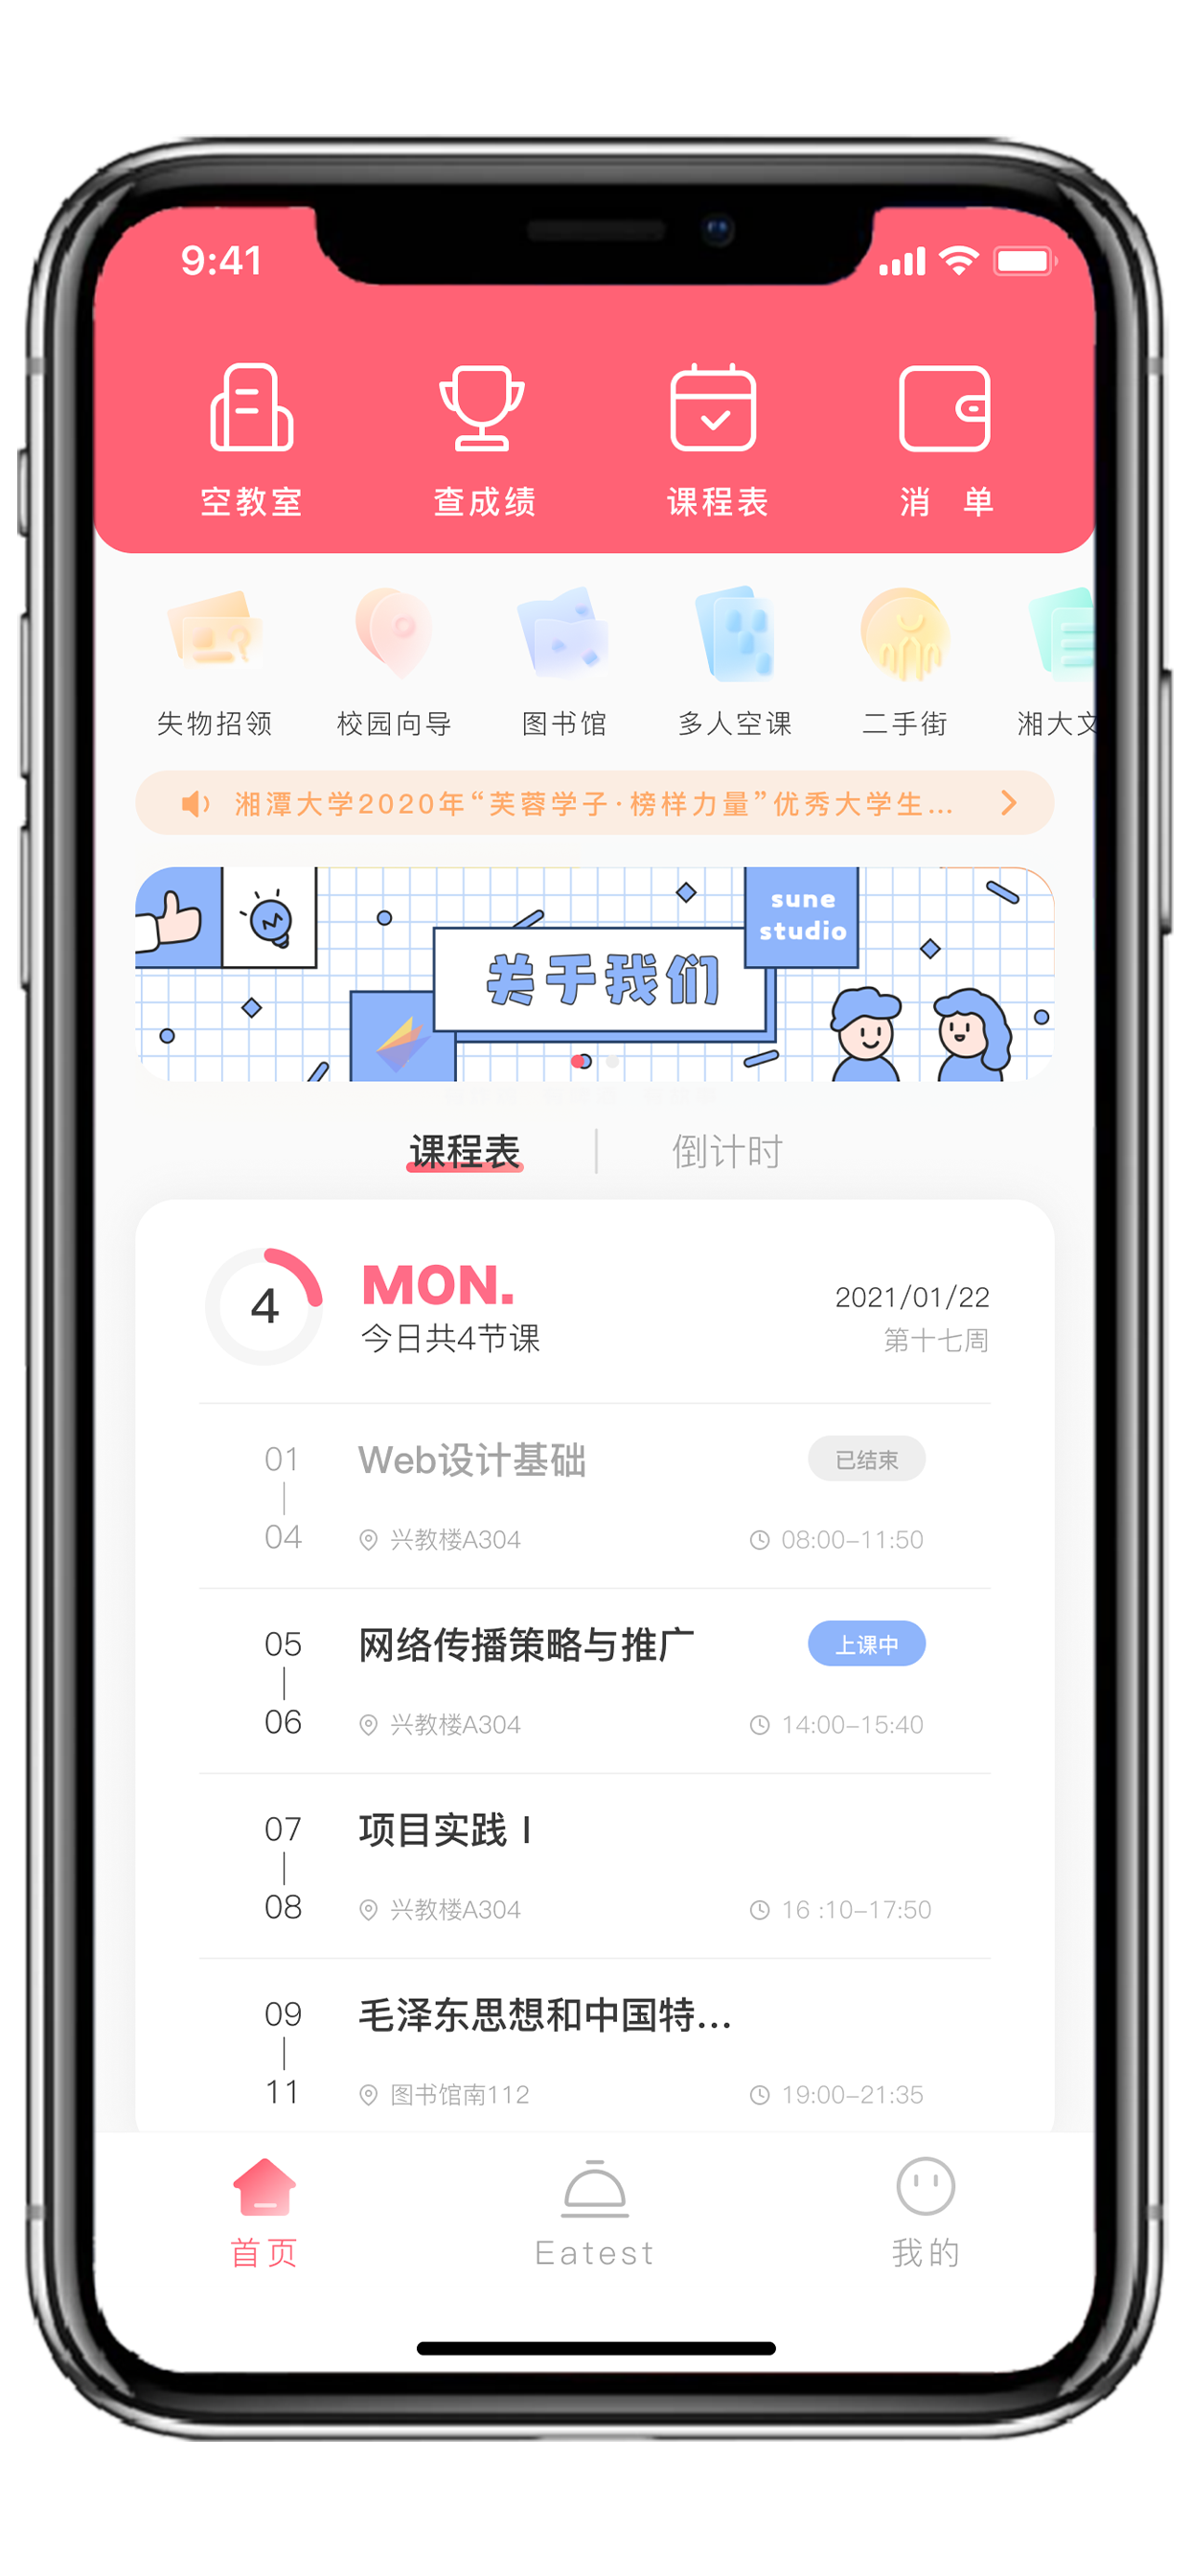 9:41
空教室 查成绩 课程表 消 单
失物招领 校园向导 图书馆 多人空课 二手街 湘大文
湘潭大学2020年“芙蓉学子·榜样力量”优秀大学生...
sune
studio
关于我们
课程表 倒计时
4 MON. 2021/01/22
今日共4节课 第十七周
01 Web设计基础 已结束
04 兴教楼A304 08:00-11:50
05 网络传播策略与推广 上课中
06 兴教楼A304 14:00-15:40
07 项目实践 I
08 兴教楼A304 16 :10-17:50
09 毛泽东思想和中国特...
11 图书馆南112 19:00-21:35
首页 Eatest 我的